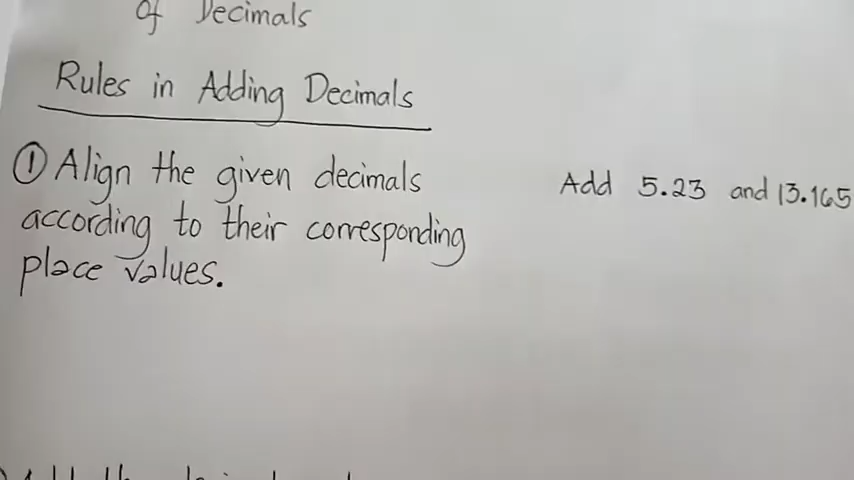 of Decimals
Rules in Adding Decimals
① Align the given decimals
according to their corresponding
place values.
Add 5.23 and 13.165